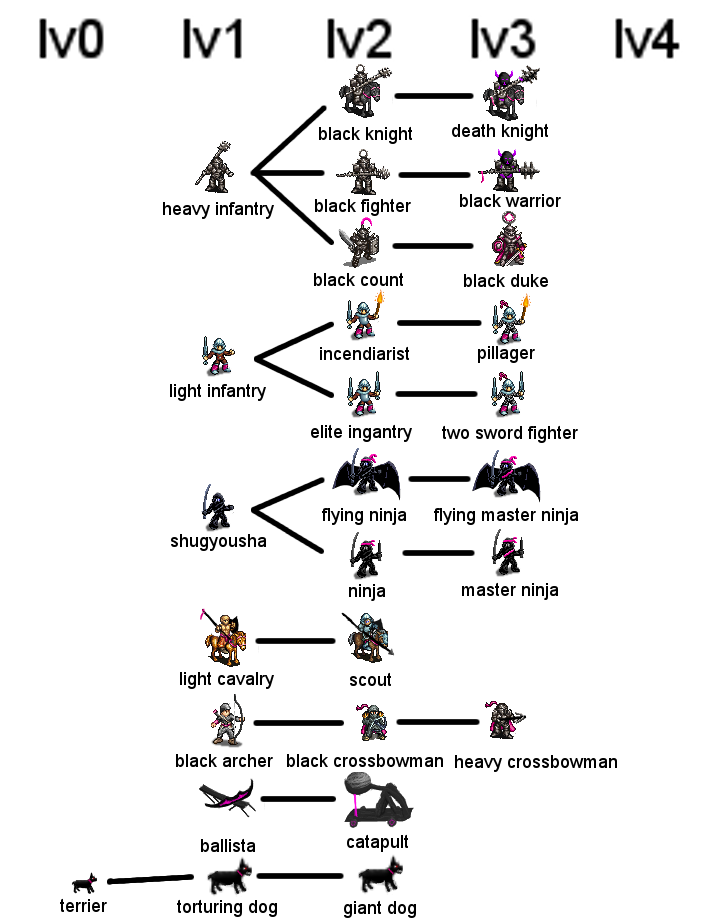 lv0 lv1 lv2 lv3 lv4
black knight death knight
heavy infantry black fighter black warrior
black count black duke
incendiarist pillager
light infantry
elite ingantry two sword fighter
flying ninja flying master ninja
shugyousha
ninja master ninja
light cavalry scout
black archer black crossbowman heavy crossbowman
ballista catapult
terrier torturing dog giant dog